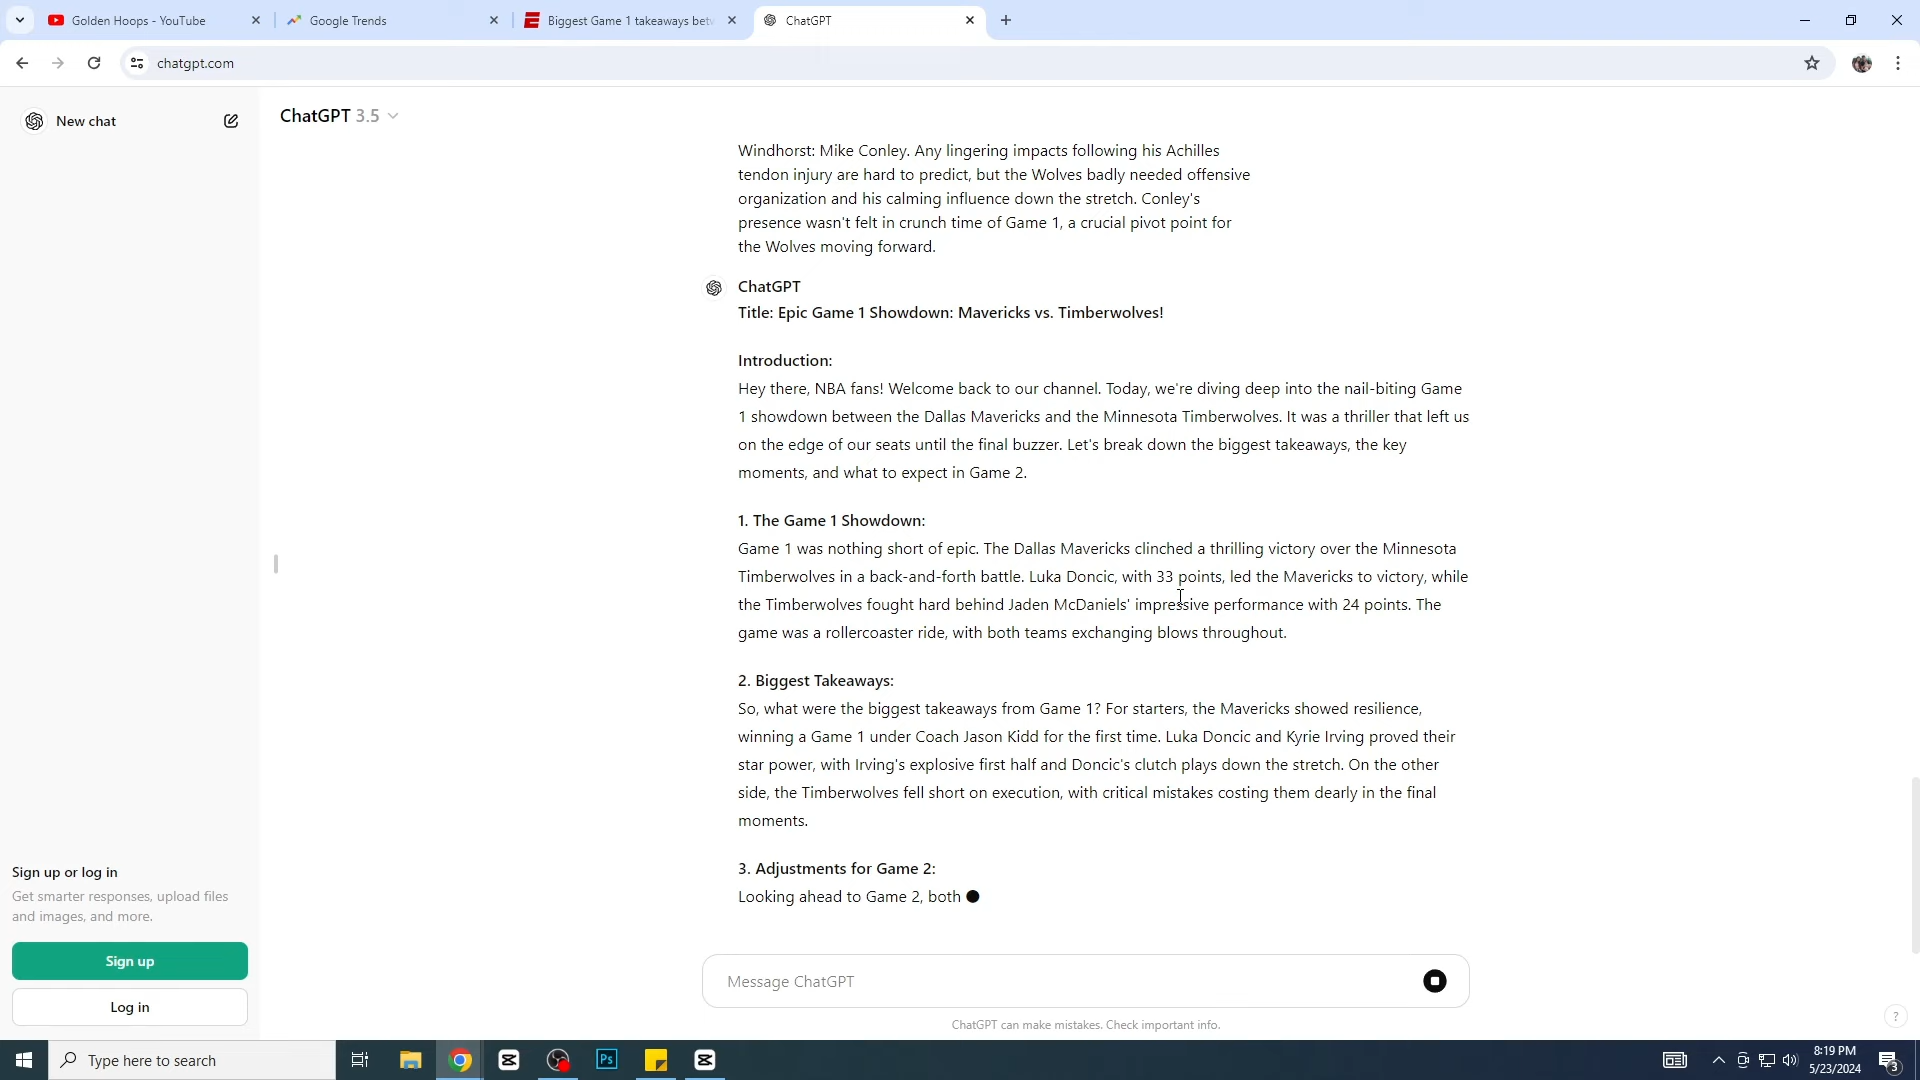 Golden Hoops - YouTube
Google Trends
Biggest Game 1 takeaways betw
ChatGPT
chatgpt.com
New chat
ChatGPT 3.5
Windhorst: Mike Conley. Any lingering impacts following his Achilles
tendon injury are hard to predict, but the Wolves badly needed offensive
organization and his calming influence down the stretch. Conley's
presence wasn't felt in crunch time of Game 1, a crucial pivot point for
the Wolves moving forward.
ChatGPT
Title: Epic Game 1 Showdown: Mavericks vs. Timberwolves!
Introduction:
Hey there, NBA fans! Welcome back to our channel. Today, we're diving deep into the nail-biting Game
1 showdown between the Dallas Mavericks and the Minnesota Timberwolves. It was a thriller that left us
on the edge of our seats until the final buzzer. Let's break down the biggest takeaways, the key
moments, and what to expect in Game 2.
1. The Game 1 Showdown:
Game 1 was nothing short of epic. The Dallas Mavericks clinched a thrilling victory over the Minnesota
Timberwolves in a back-and-forth battle. Luka Doncic, with 33 points, led the Mavericks to victory, while
the Timberwolves fought hard behind Jaden McDaniels' impressive performance with 24 points. The
game was a rollercoaster ride, with both teams exchanging blows throughout.
2. Biggest Takeaways:
So, what were the biggest takeaways from Game 1? For starters, the Mavericks showed resilience,
winning a Game 1 under Coach Jason Kidd for the first time. Luka Doncic and Kyrie Irving proved their
star power, with Irving's explosive first half and Doncic's clutch plays down the stretch. On the other
side, the Timberwolves fell short on execution, with critical mistakes costing them dearly in the final
moments.
3. Adjustments for Game 2:
Looking ahead to Game 2, both
Sign up or log in
Get smarter responses, upload files
and images, and more.
Sign up
Log in
Message ChatGPT
ChatGPT can make mistakes. Check important info.
?
Type here to search
Ps
8:19 PM
5/23/2024
3